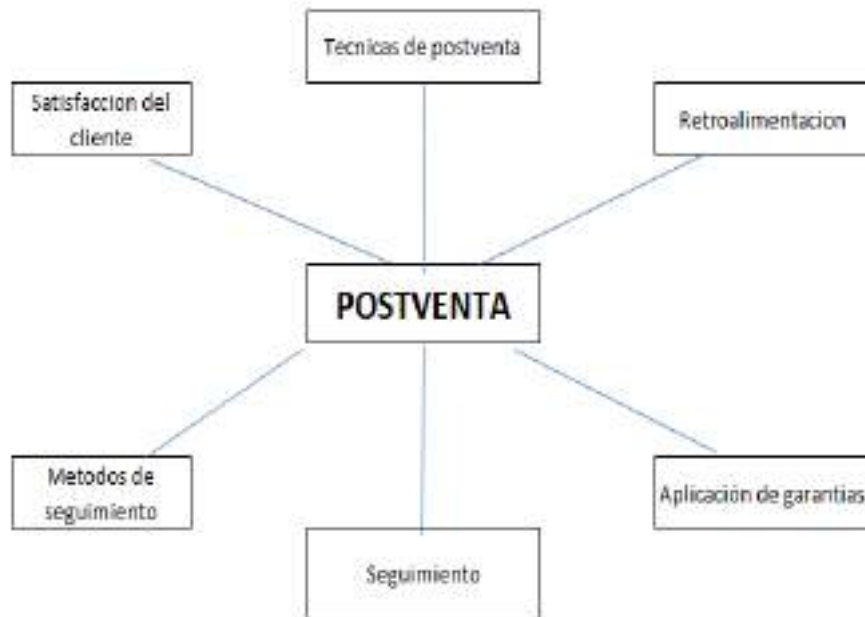 Tecnicas de postventa
Satisfaccion del
cliente
Retroalimentacion
POSTVENTA
Metodos de
seguimiento
Aplicación de garantias
Seguimiento